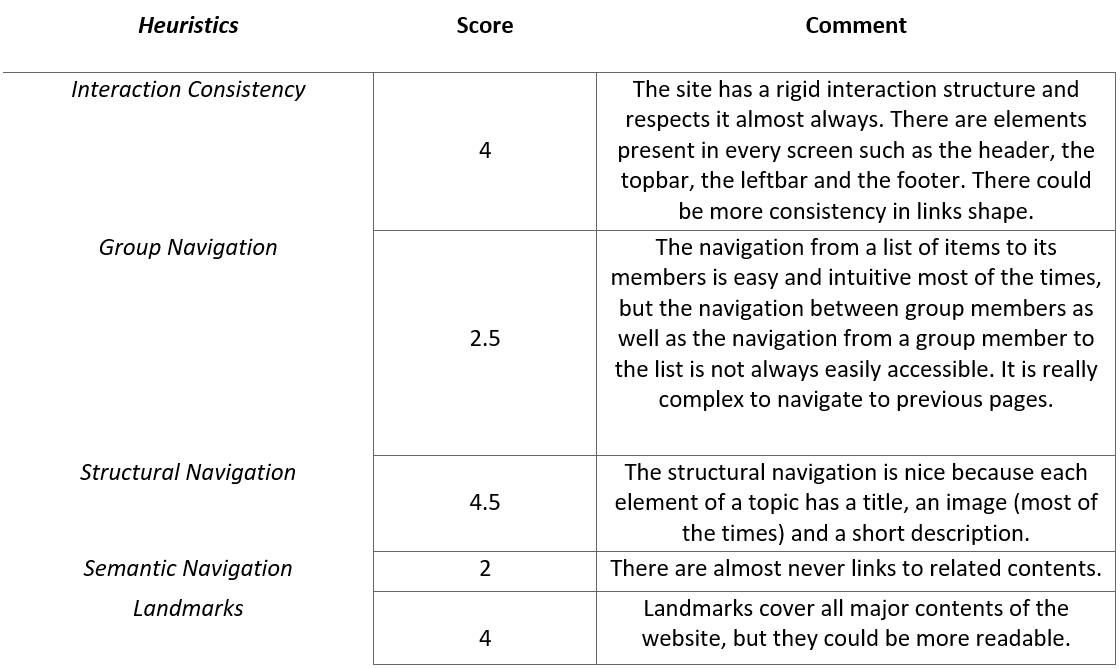 Heuristics Score Comment
Interaction Consistency
4
The site has a rigid interaction structure and
respects it almost always. There are elements
present in every screen such as the header, the
topbar, the leftbar and the footer. There could
be more consistency in links shape.
Group Navigation
2.5
The navigation from a list of items to its
members is easy and intuitive most of the times,
but the navigation between group members as
well as the navigation from a group member to
the list is not always easily accessible. It is really
complex to navigate to previous pages.
Structural Navigation
4.5
The structural navigation is nice because each
element of a topic has a title, an image (most of
the times) and a short description.
Semantic Navigation
2
There are almost never links to related contents.
Landmarks
4
Landmarks cover all major contents of the
website, but they could be more readable.